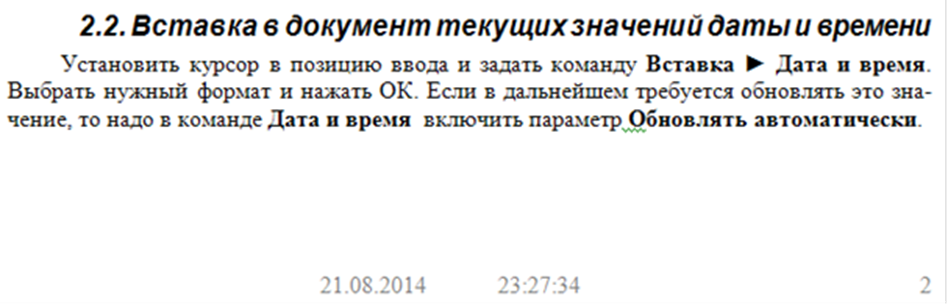 2.2. Вставка в документ текущих значений даты и времени
Установить курсор в позицию ввода и задать команду Вставка ► Дата и время.
Выбрать нужный формат и нажать ОК. Если в дальнейшем требуется обновлять это зна-
чение, то надо в команде Дата и время включить параметр Обновлять автоматически.
21.08.2014 23:27:34 2